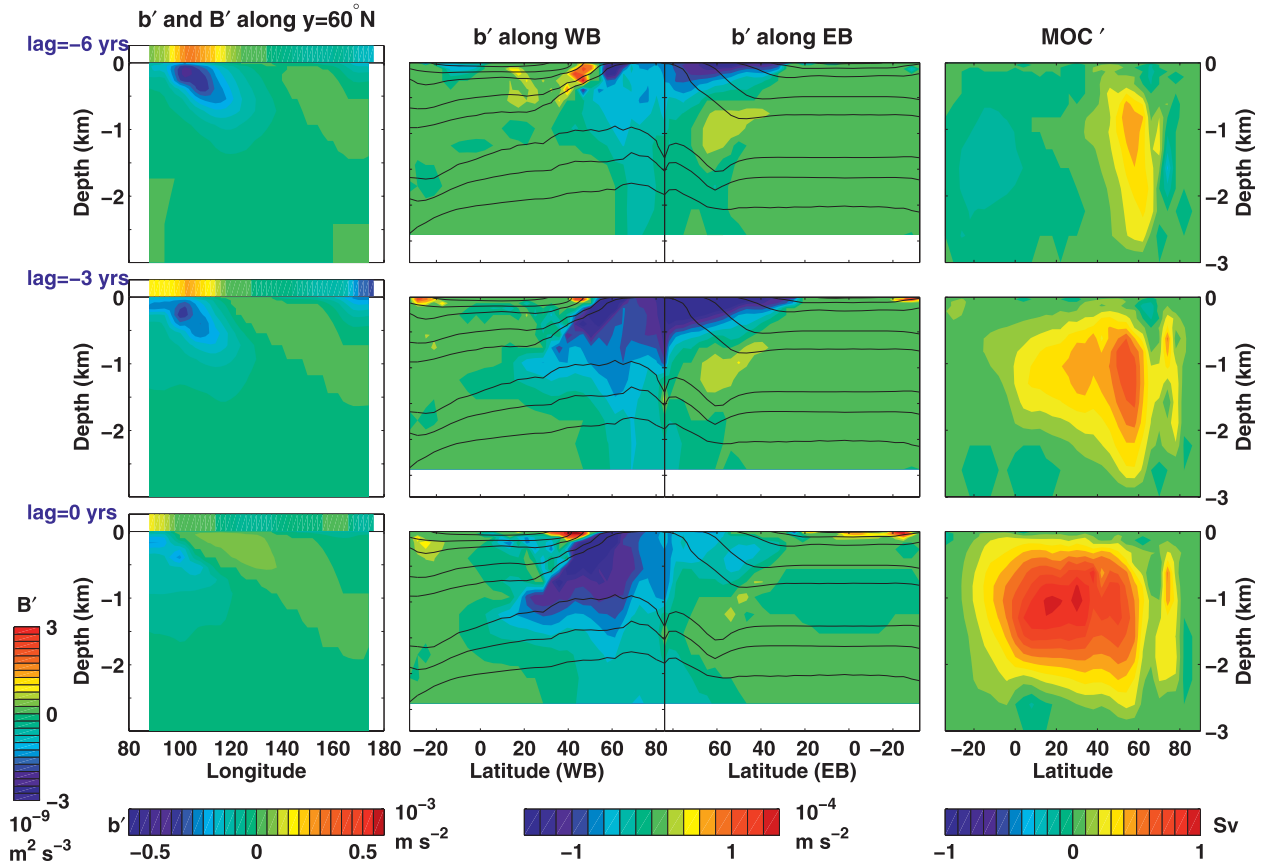 b′ and B′ along y=60°N
b′ along WB
b′ along EB
MOC ′
lag=−6 yrs
0
−1
−2
Depth (km)
0
−1
−2
−3
Depth (km)
lag=−3 yrs
0
−1
−2
Depth (km)
0
−1
−2
−3
Depth (km)
lag=0 yrs
0
−1
−2
Depth (km)
0
−1
−2
−3
Depth (km)
80 100 120 140 160 180
Longitude
−20 0 20 40 60 80
Latitude (WB)
60 40 20 0 −20
Latitude (EB)
−20 0 20 40 60 80
Latitude
B′
3
0
−3
10−9
m2 s−3
b′
−0.5 0 0.5
10−3
m s−2
−1 1
10−4
m s−2
−1 0 1
Sv